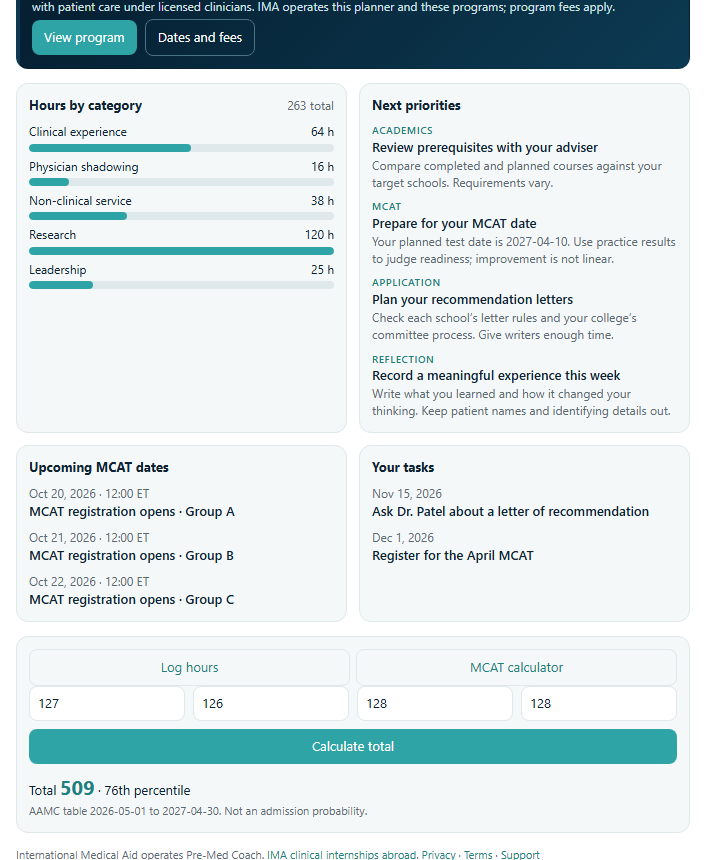 with patient care under licensed clinicians. IMA operates this planner and these programs; program fees apply.
View program
Dates and fees
Hours by category
263 total
Clinical experience
64 h
Physician shadowing
16 h
Non-clinical service
38 h
Research
120 h
Leadership
25 h
Next priorities
ACADEMICS
Review prerequisites with your adviser
Compare completed and planned courses against your
target schools. Requirements vary.
MCAT
Prepare for your MCAT date
Your planned test date is 2027-04-10. Use practice results
to judge readiness; improvement is not linear.
APPLICATION
Plan your recommendation letters
Check each school’s letter rules and your college’s
committee process. Give writers enough time.
REFLECTION
Record a meaningful experience this week
Write what you learned and how it changed your
thinking. Keep patient names and identifying details out.
Upcoming MCAT dates
Oct 20, 2026 · 12:00 ET
MCAT registration opens · Group A
Oct 21, 2026 · 12:00 ET
MCAT registration opens · Group B
Oct 22, 2026 · 12:00 ET
MCAT registration opens · Group C
Your tasks
Nov 15, 2026
Ask Dr. Patel about a letter of recommendation
Dec 1, 2026
Register for the April MCAT
Log hours
MCAT calculator
127
126
128
128
Calculate total
Total 509 · 76th percentile
AAMC table 2026-05-01 to 2027-04-30. Not an admission probability.
International Medical Aid operates Pre-Med Coach. IMA clinical internships abroad. Privacy · Terms · Support